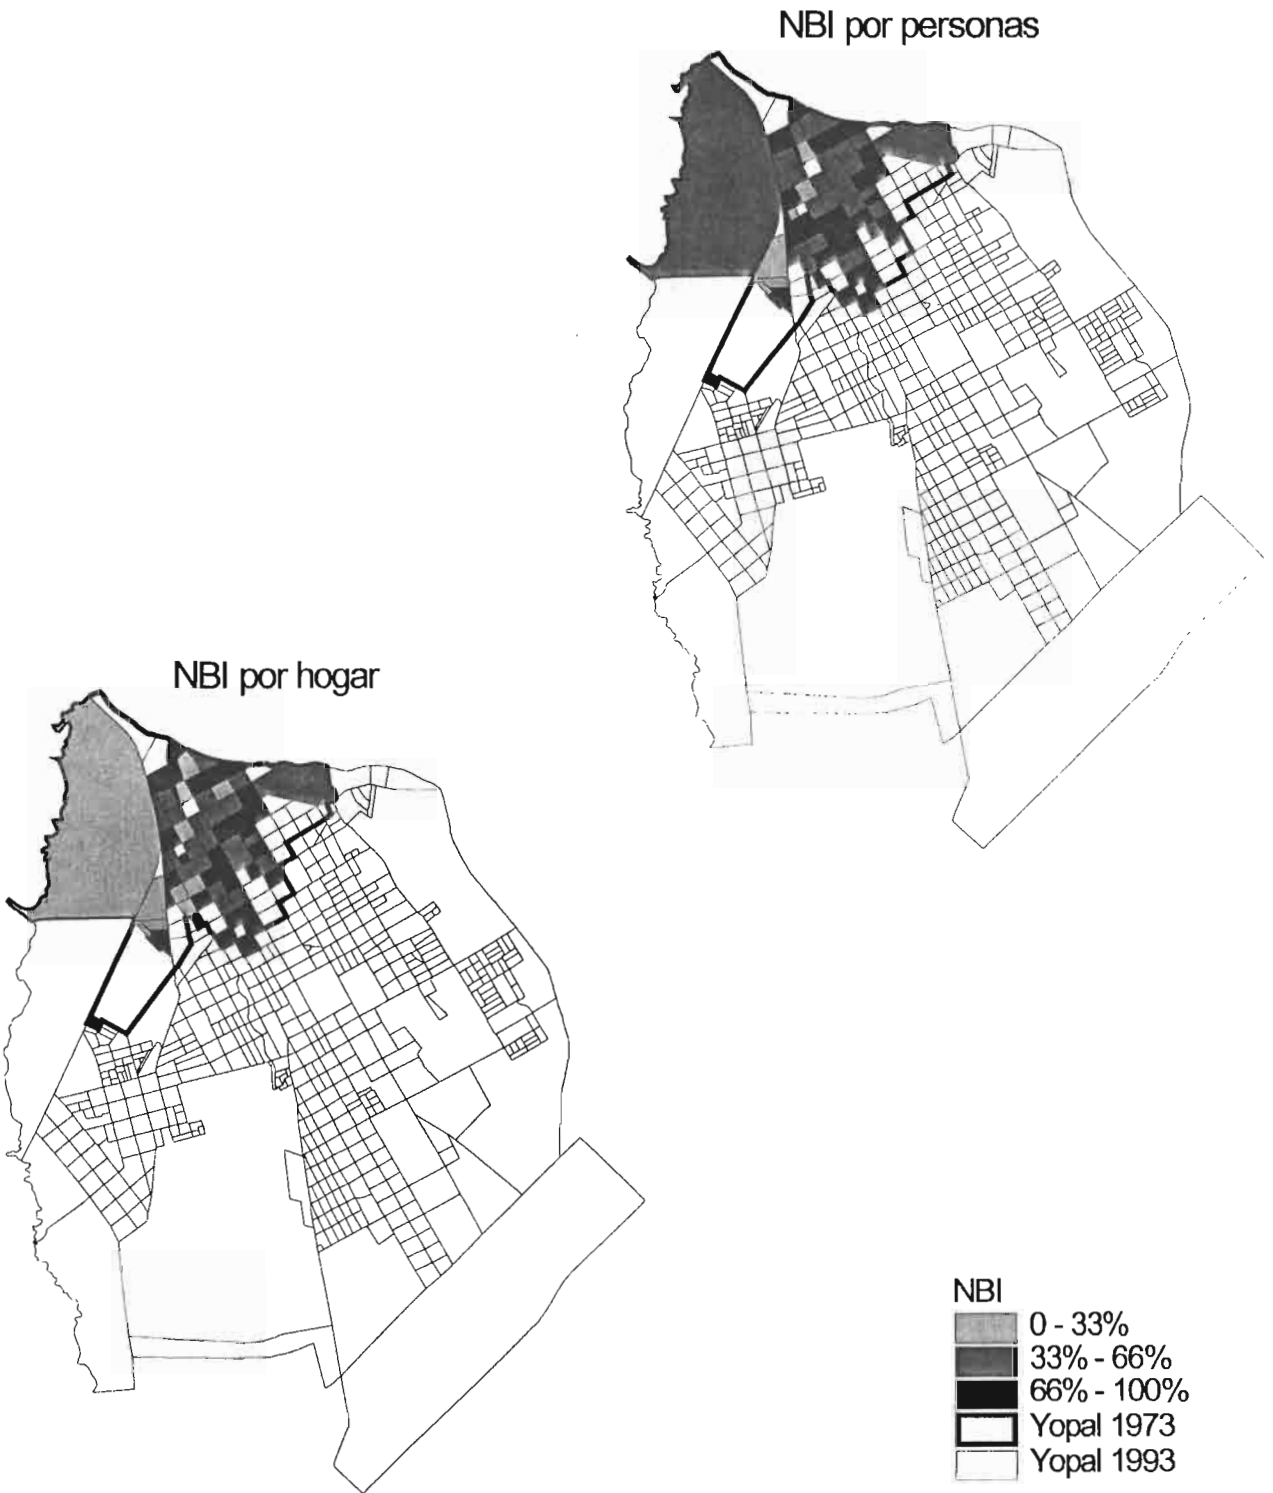 NBI por personas
NBI por hogar
NBI
0 - 33%
33% - 66%
66% - 100%
Yopal 1973
Yopal 1993